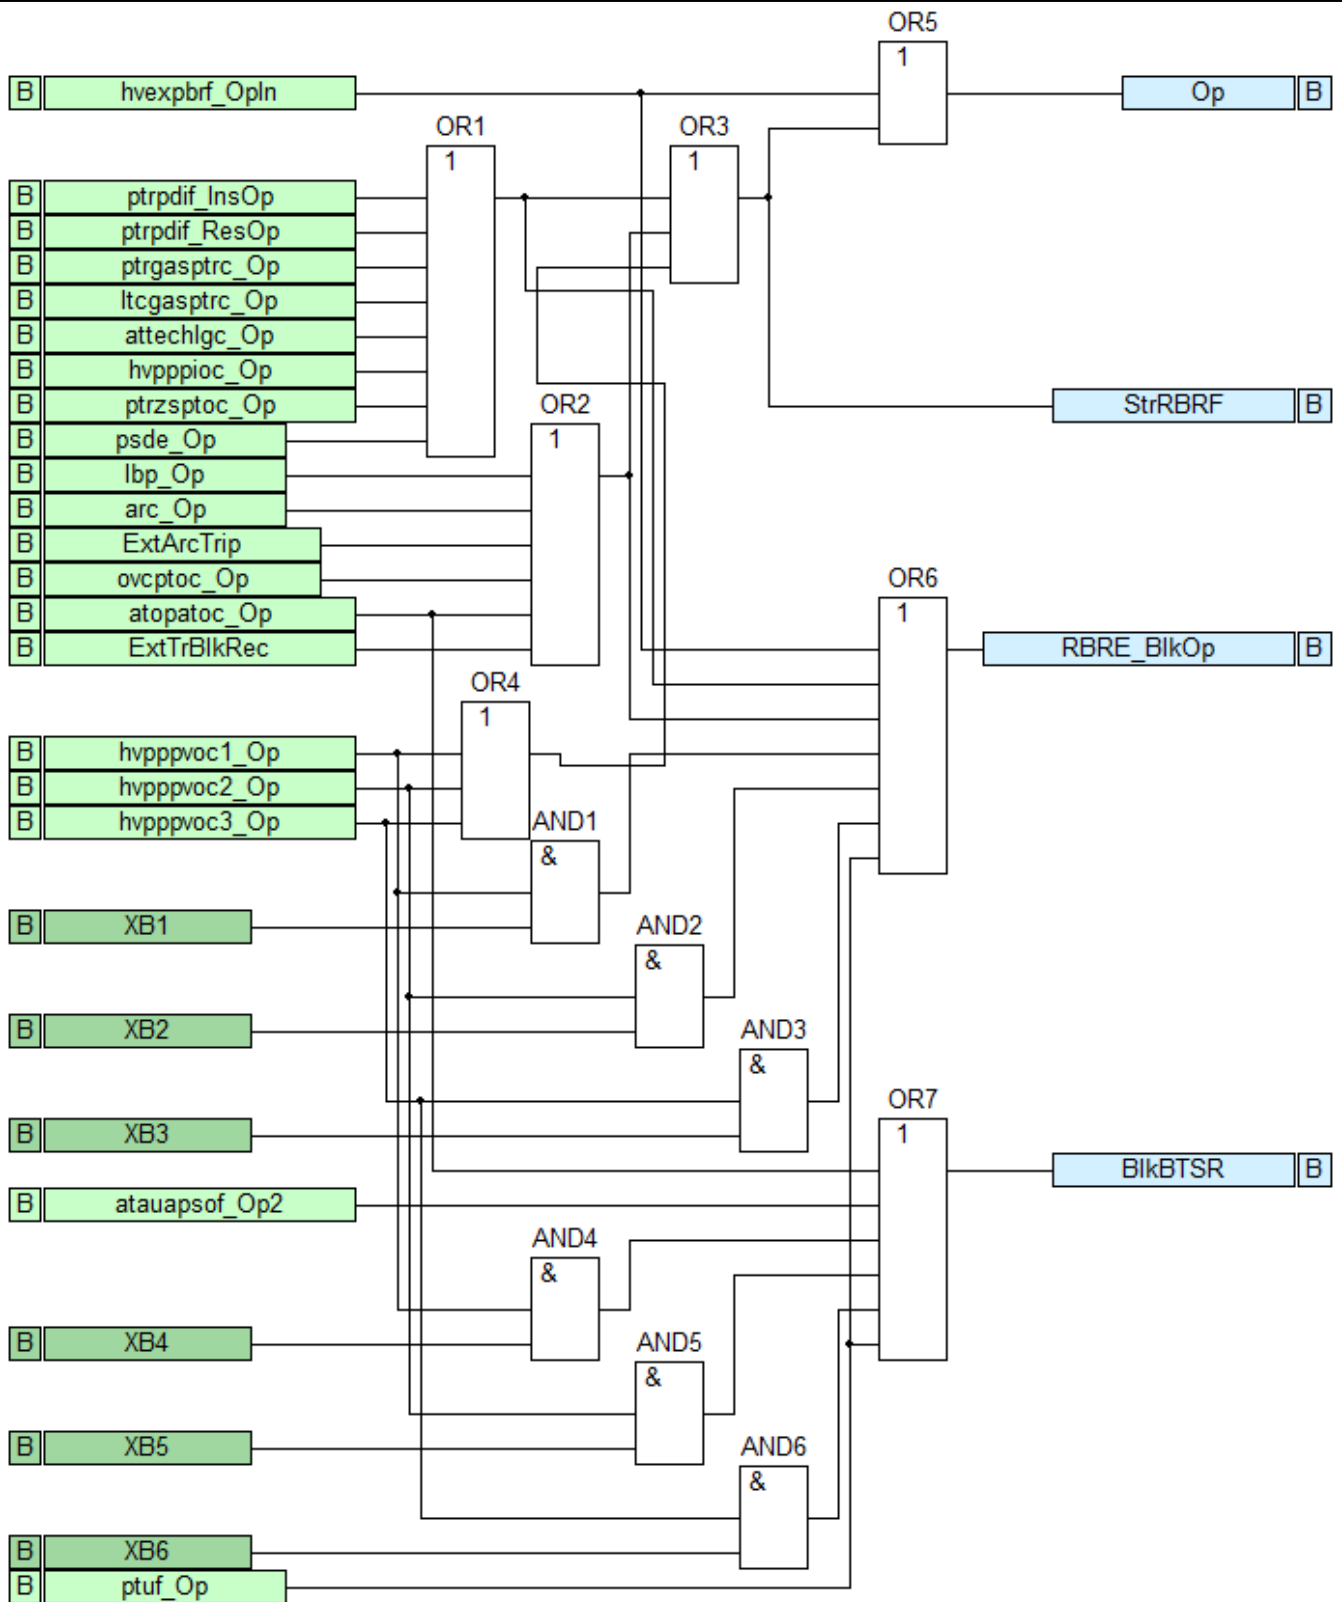 OR5
1
B hvexpbrf_OpIn Op B
OR1 OR3
1 1
B ptrpdif_InsOp
B ptrpdif_ResOp
B ptrgasptrc_Op
B ltcgasptrc_Op
B attechlgc_Op
B hvpppioc_Op
B ptrzsptoc_Op OR2 StrRBRF B
B psde_Op 1
B lbp_Op
B arc_Op
B ExtArcTrip
B ovcptoc_Op OR6
B atopatoc_Op 1
B ExtTrBlkRec RBRE_BlkOp B
OR4
1
B hvpppvoc1_Op
B hvpppvoc2_Op
B hvpppvoc3_Op AND1
&
B XB1 AND2
&
B XB2 AND3
&
OR7
B XB3 1
BlkBTSR B
B atauapsof_Op2
AND4
&
B XB4 AND5
&
B XB5 AND6
&
B XB6
B ptuf_Op